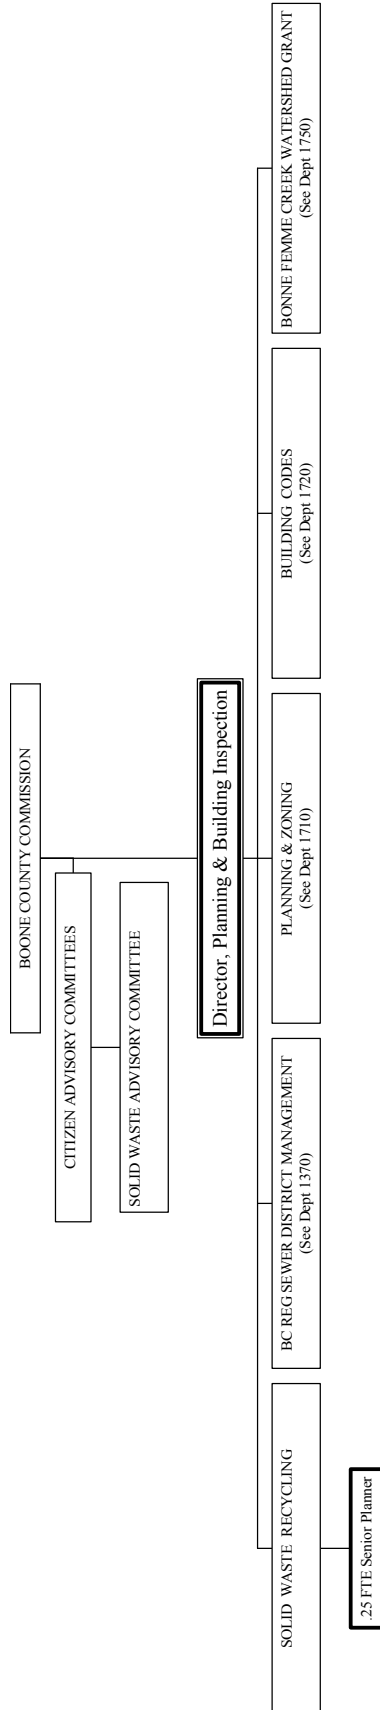 BOONE COUNTY COMMISSION
CITIZEN ADVISORY COMMITTEES
SOLID WASTE ADVISORY COMMITTEE
Director, Planning & Building Inspection
SOLID WASTE RECYCLING
BC REG SEWER DISTRICT MANAGEMENT
(See Dept 1370)
PLANNING & ZONING
(See Dept 1710)
BUILDING CODES
(See Dept 1720)
BONNE FEMME CREEK WATERSHED GRANT
(See Dept 1750)
.25 FTE Senior Planner